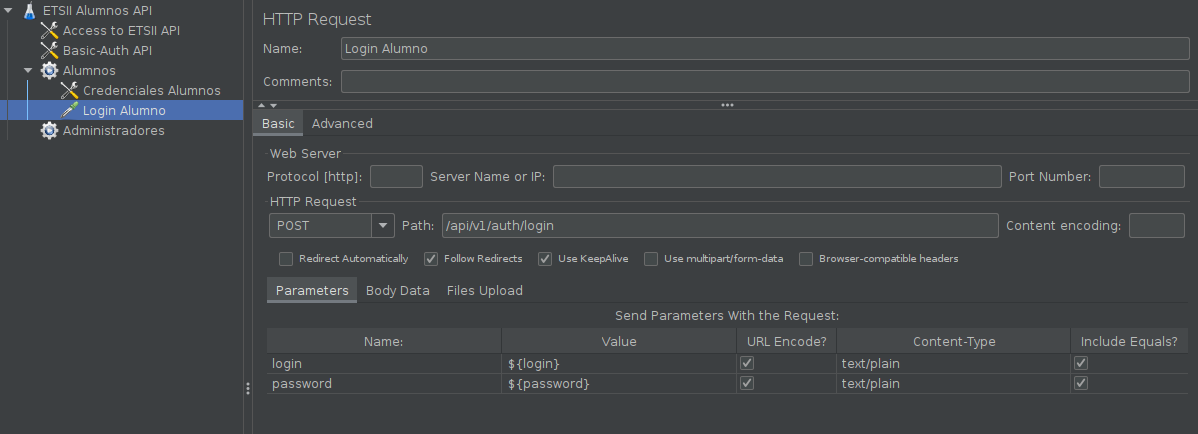 ETSII Alumnos API
Access to ETSII API
Basic-Auth API
Alumnos
Credenciales Alumnos
Login Alumno
Administradores
HTTP Request
Name: Login Alumno
Comments:
Basic Advanced
Web Server
Protocol [http]: Server Name or IP: Port Number:
HTTP Request
POST Path: /api/v1/auth/login Content encoding:
Redirect Automatically Follow Redirects Use KeepAlive Use multipart/form-data Browser-compatible headers
Parameters Body Data Files Upload
Send Parameters With the Request:
Name: Value URL Encode? Content-Type Include Equals?
login ${login} text/plain
password ${password} text/plain